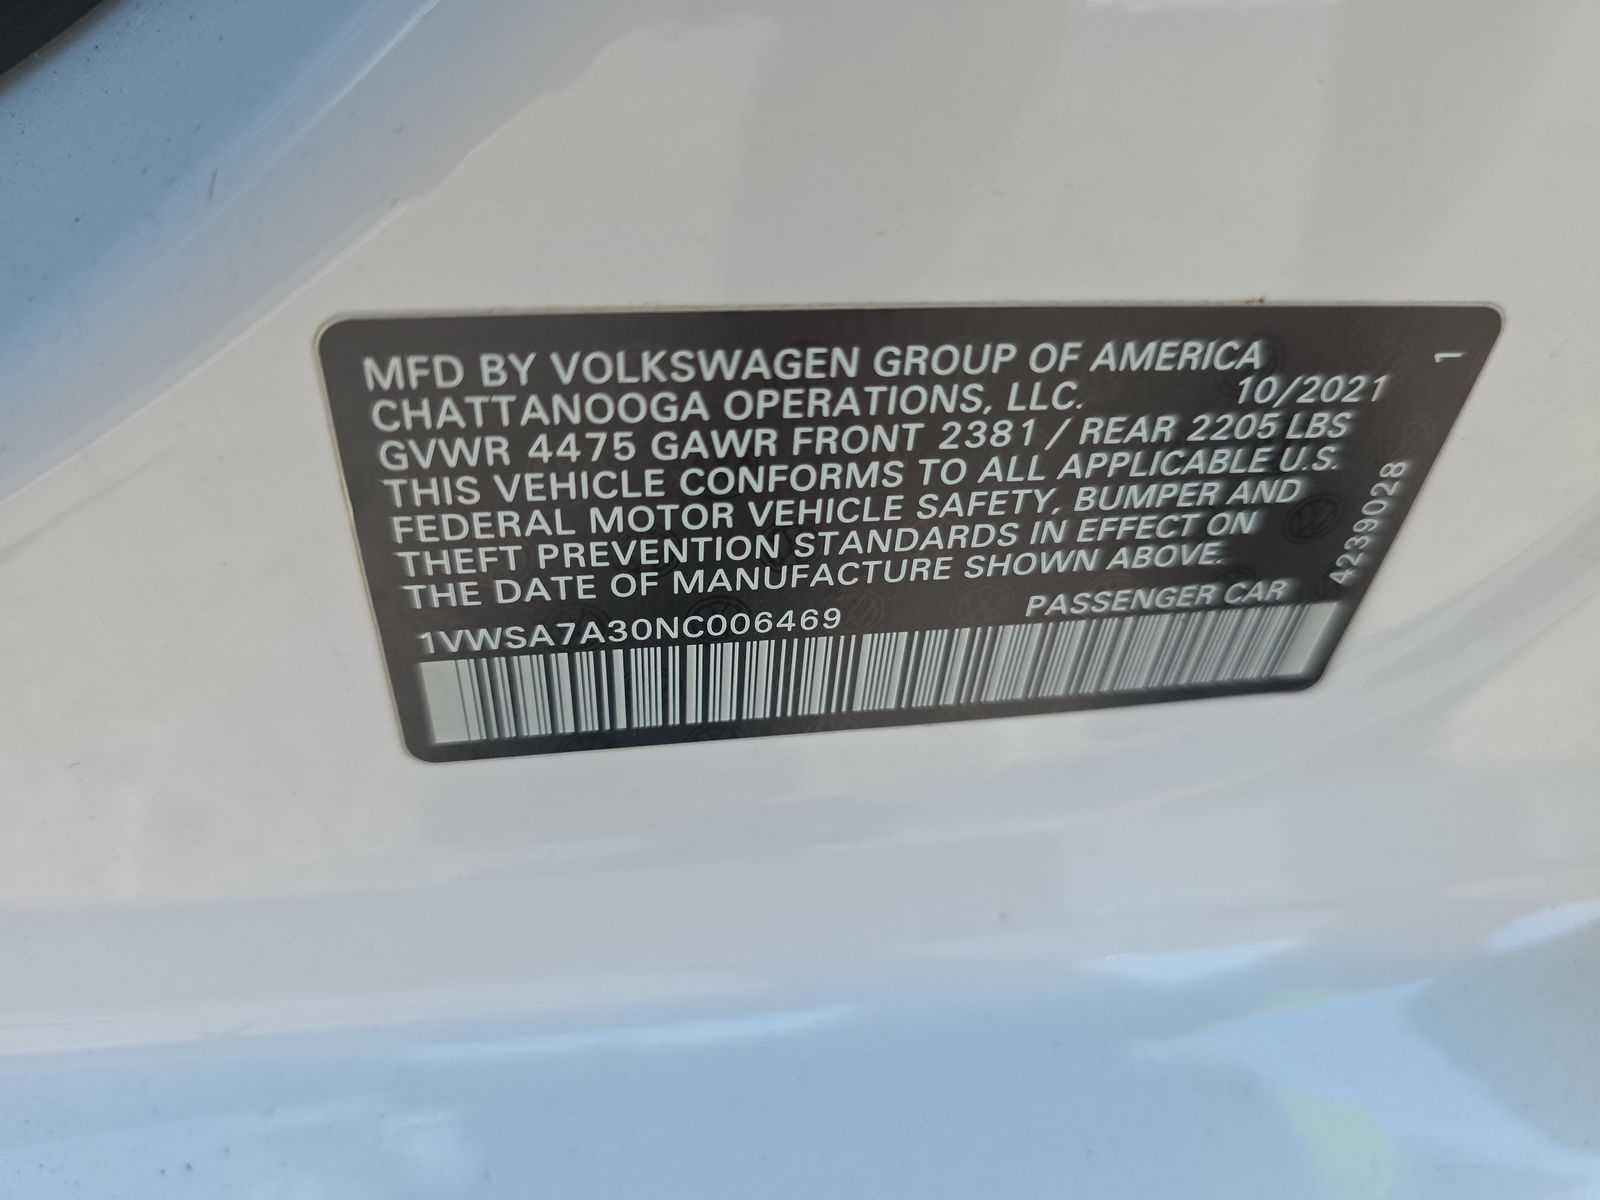 MFD BY VOLKSWAGEN GROUP OF AMERICA
CHATTANOOGA OPERATIONS, LLC. 10/2021
GVWR 4475 GAWR FRONT 2381 / REAR 2205 LBS
THIS VEHICLE CONFORMS TO ALL APPLICABLE U.S.
FEDERAL MOTOR VEHICLE SAFETY, BUMPER AND
THEFT PREVENTION STANDARDS IN EFFECT ON
THE DATE OF MANUFACTURE SHOWN ABOVE.
1VWSA7A30NC006469 PASSENGER CAR
4239028
1